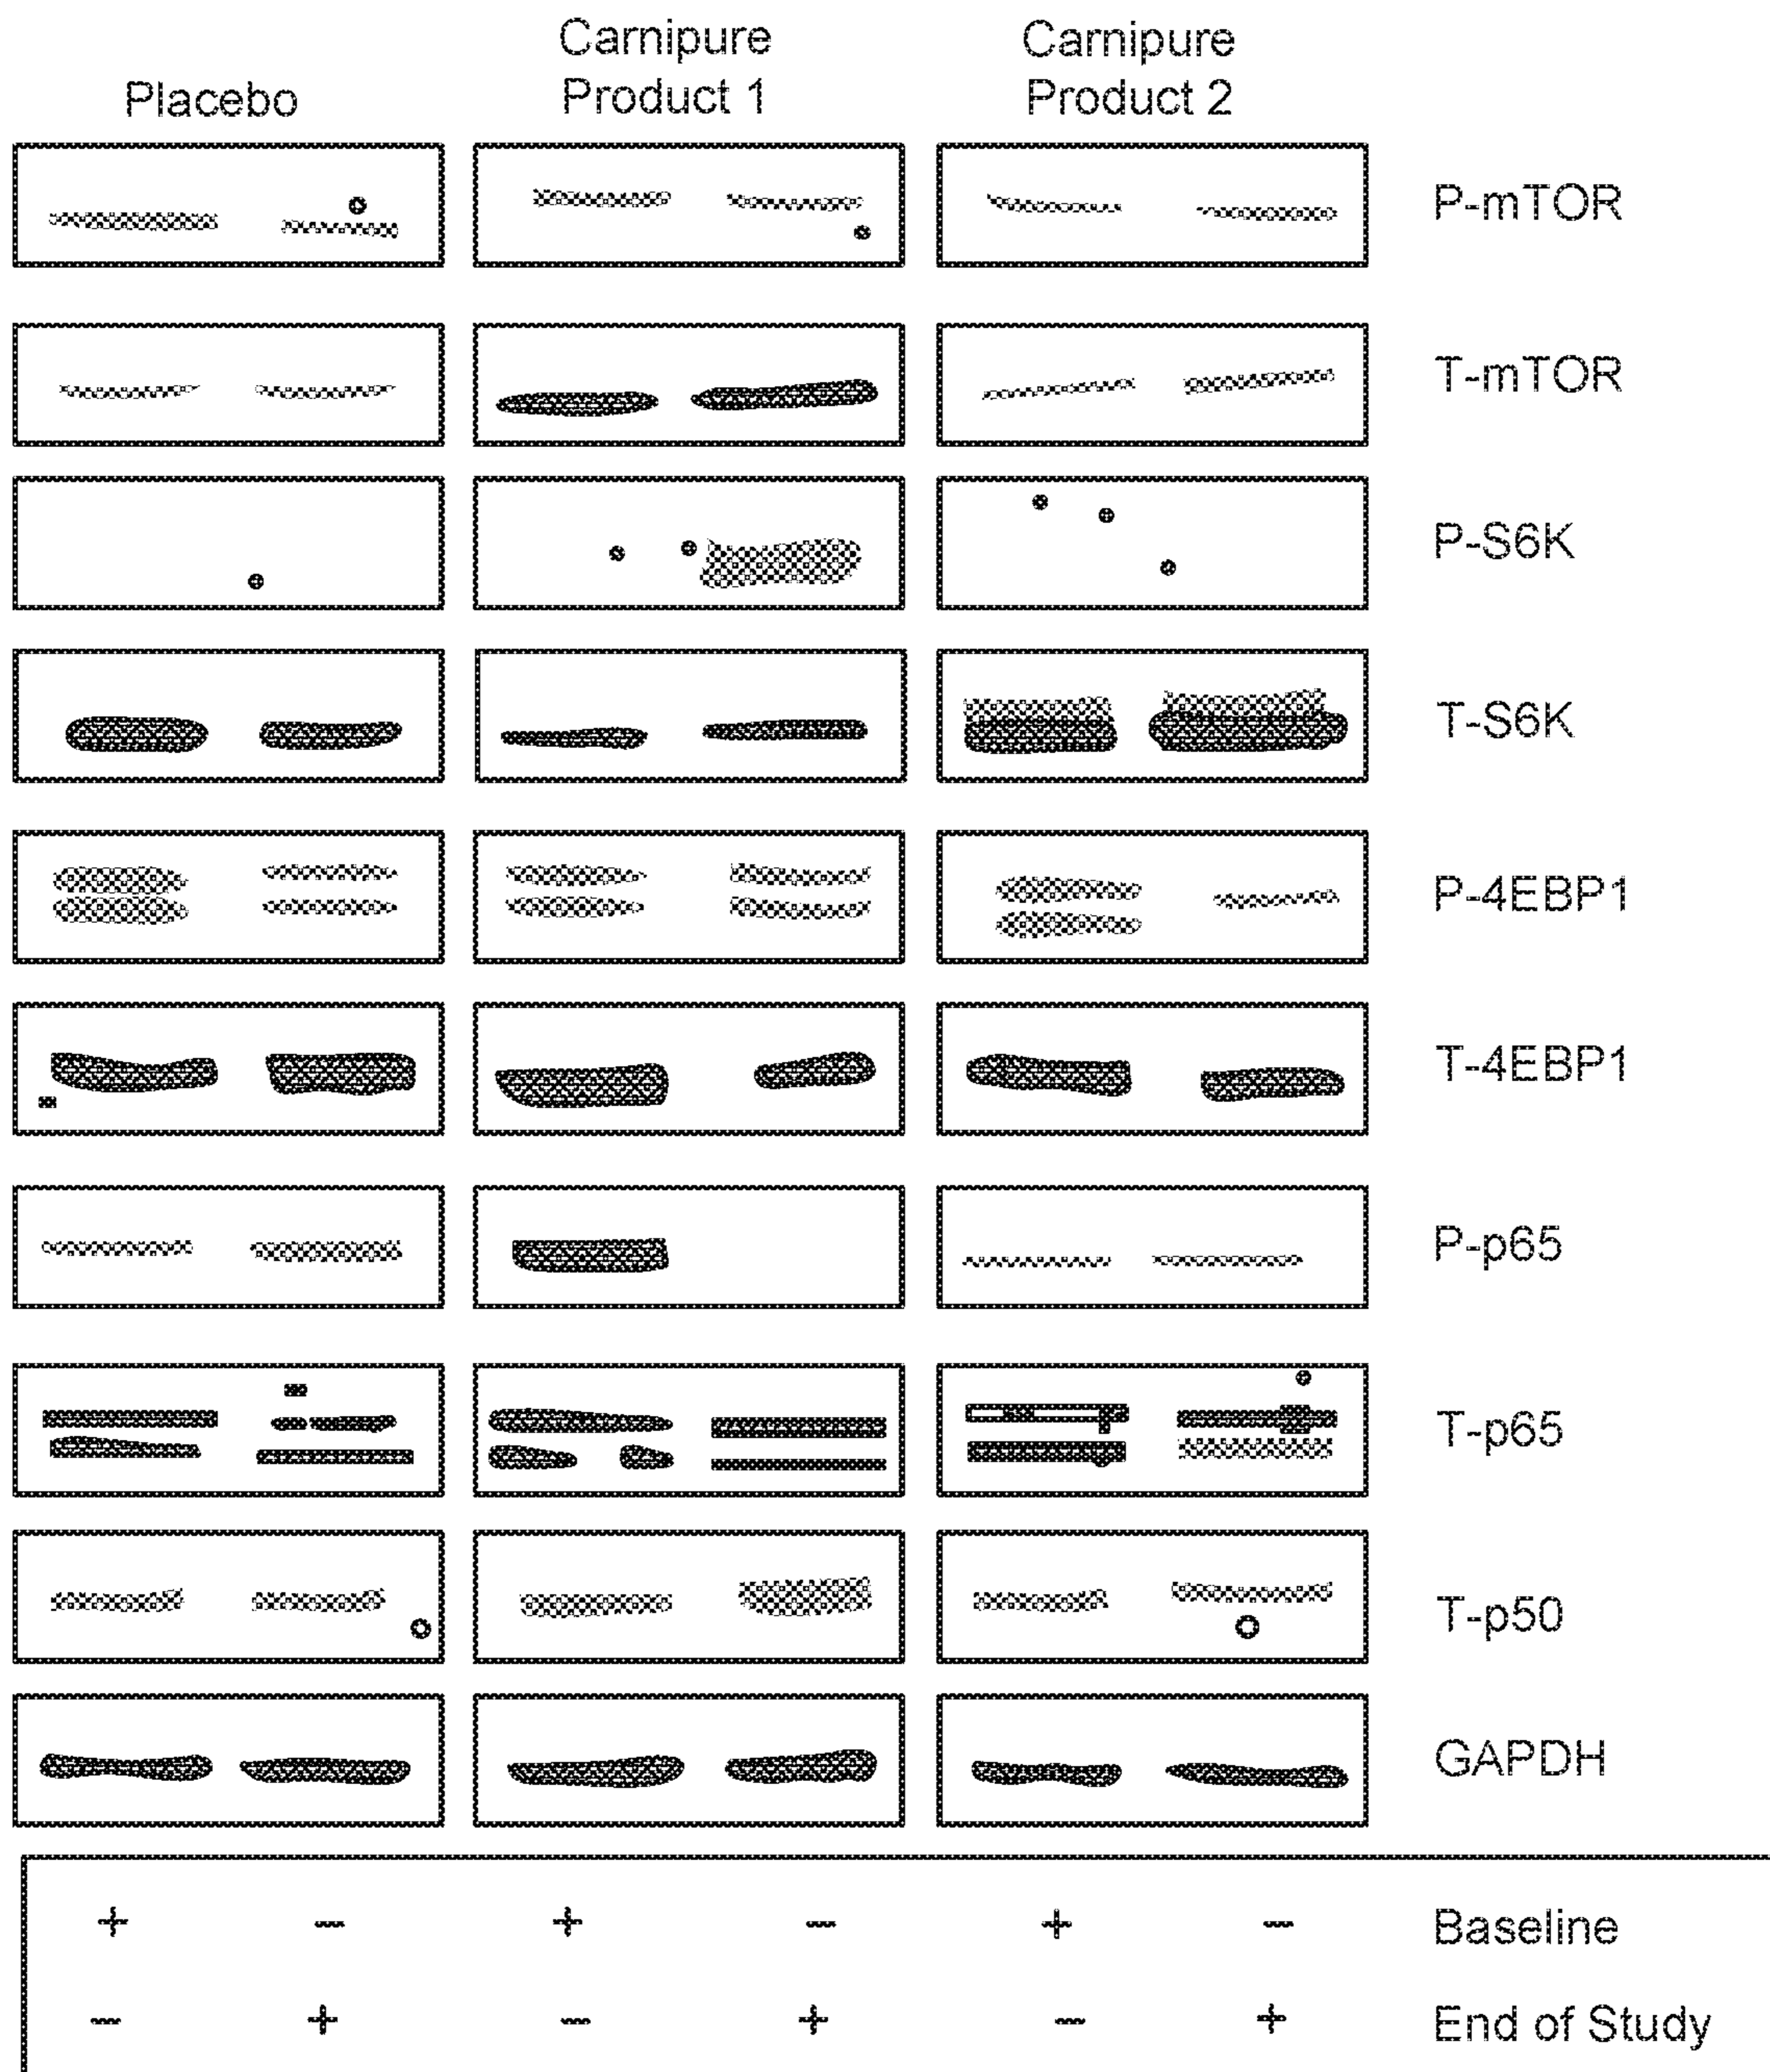 Placebo
Carnipure
Product 1
Carnipure
Product 2
P-mTOR
T-mTOR
P-S6K
T-S6K
P-4EBP1
T-4EBP1
P-p65
T-p65
T-p50
GAPDH
+ − + − + − Baseline
− + − + − + End of Study